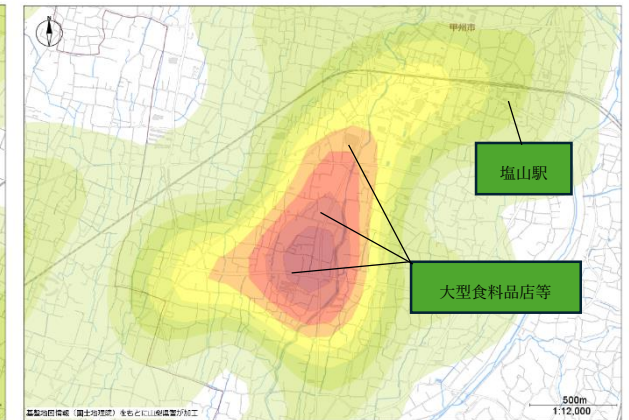 N
甲州市
塩山駅
大型食料品店等
500m
1:12,000
基盤地図情報（国土地理院）をもとに山梨県警が加工